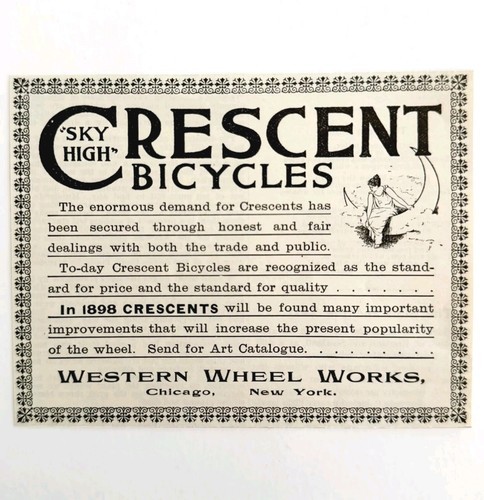 "SKY HIGH" CRESCENT
BICYCLES
The enormous demand for Crescents has
been secured through honest and fair
dealings with both the trade and public.
To-day Crescent Bicycles are recognized as the stand-
ard for price and the standard for quality . . . . . . .
In 1898 CRESCENTS will be found many important
improvements that will increase the present popularity
of the wheel. Send for Art Catalogue. . . . . . . . .
WESTERN WHEEL WORKS,
Chicago, New York.